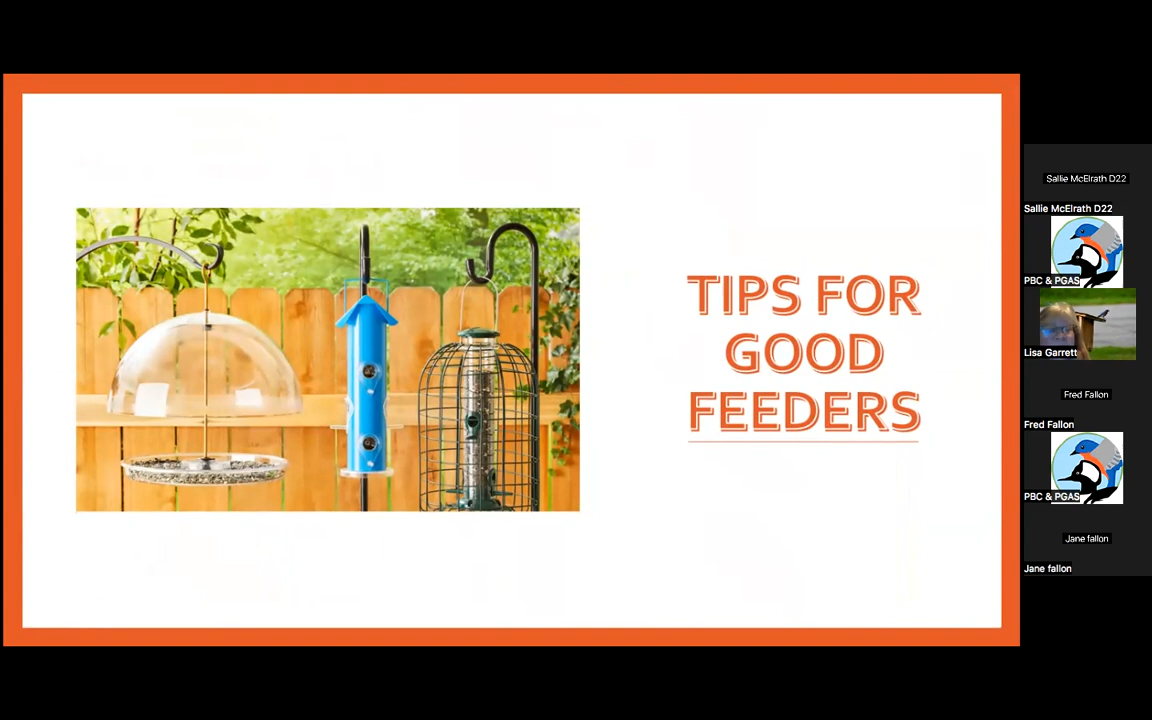 TIPS FOR
GOOD
FEEDERS
Sallie McElrath D22
Sallie McElrath D22
PBC & PGAS
Lisa Garrett
Fred Fallon
Fred Fallon
PBC & PGAS
Jane fallon
Jane fallon